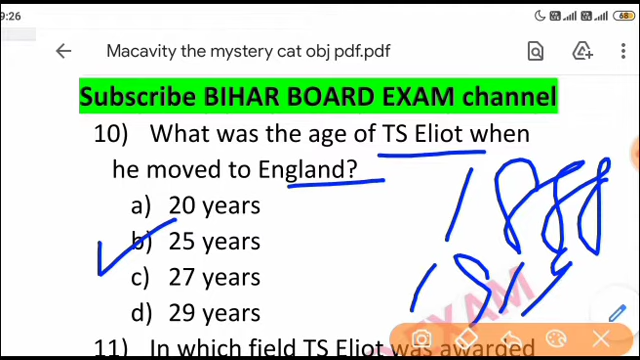 9:26
68
Macavity the mystery cat obj pdf.pdf
Subscribe BIHAR BOARD EXAM channel
10) What was the age of TS Eliot when
he moved to England?
a) 20 years
b) 25 years
c) 27 years
d) 29 years
1888
EXAM
11) In which field TS Eliot was awarded